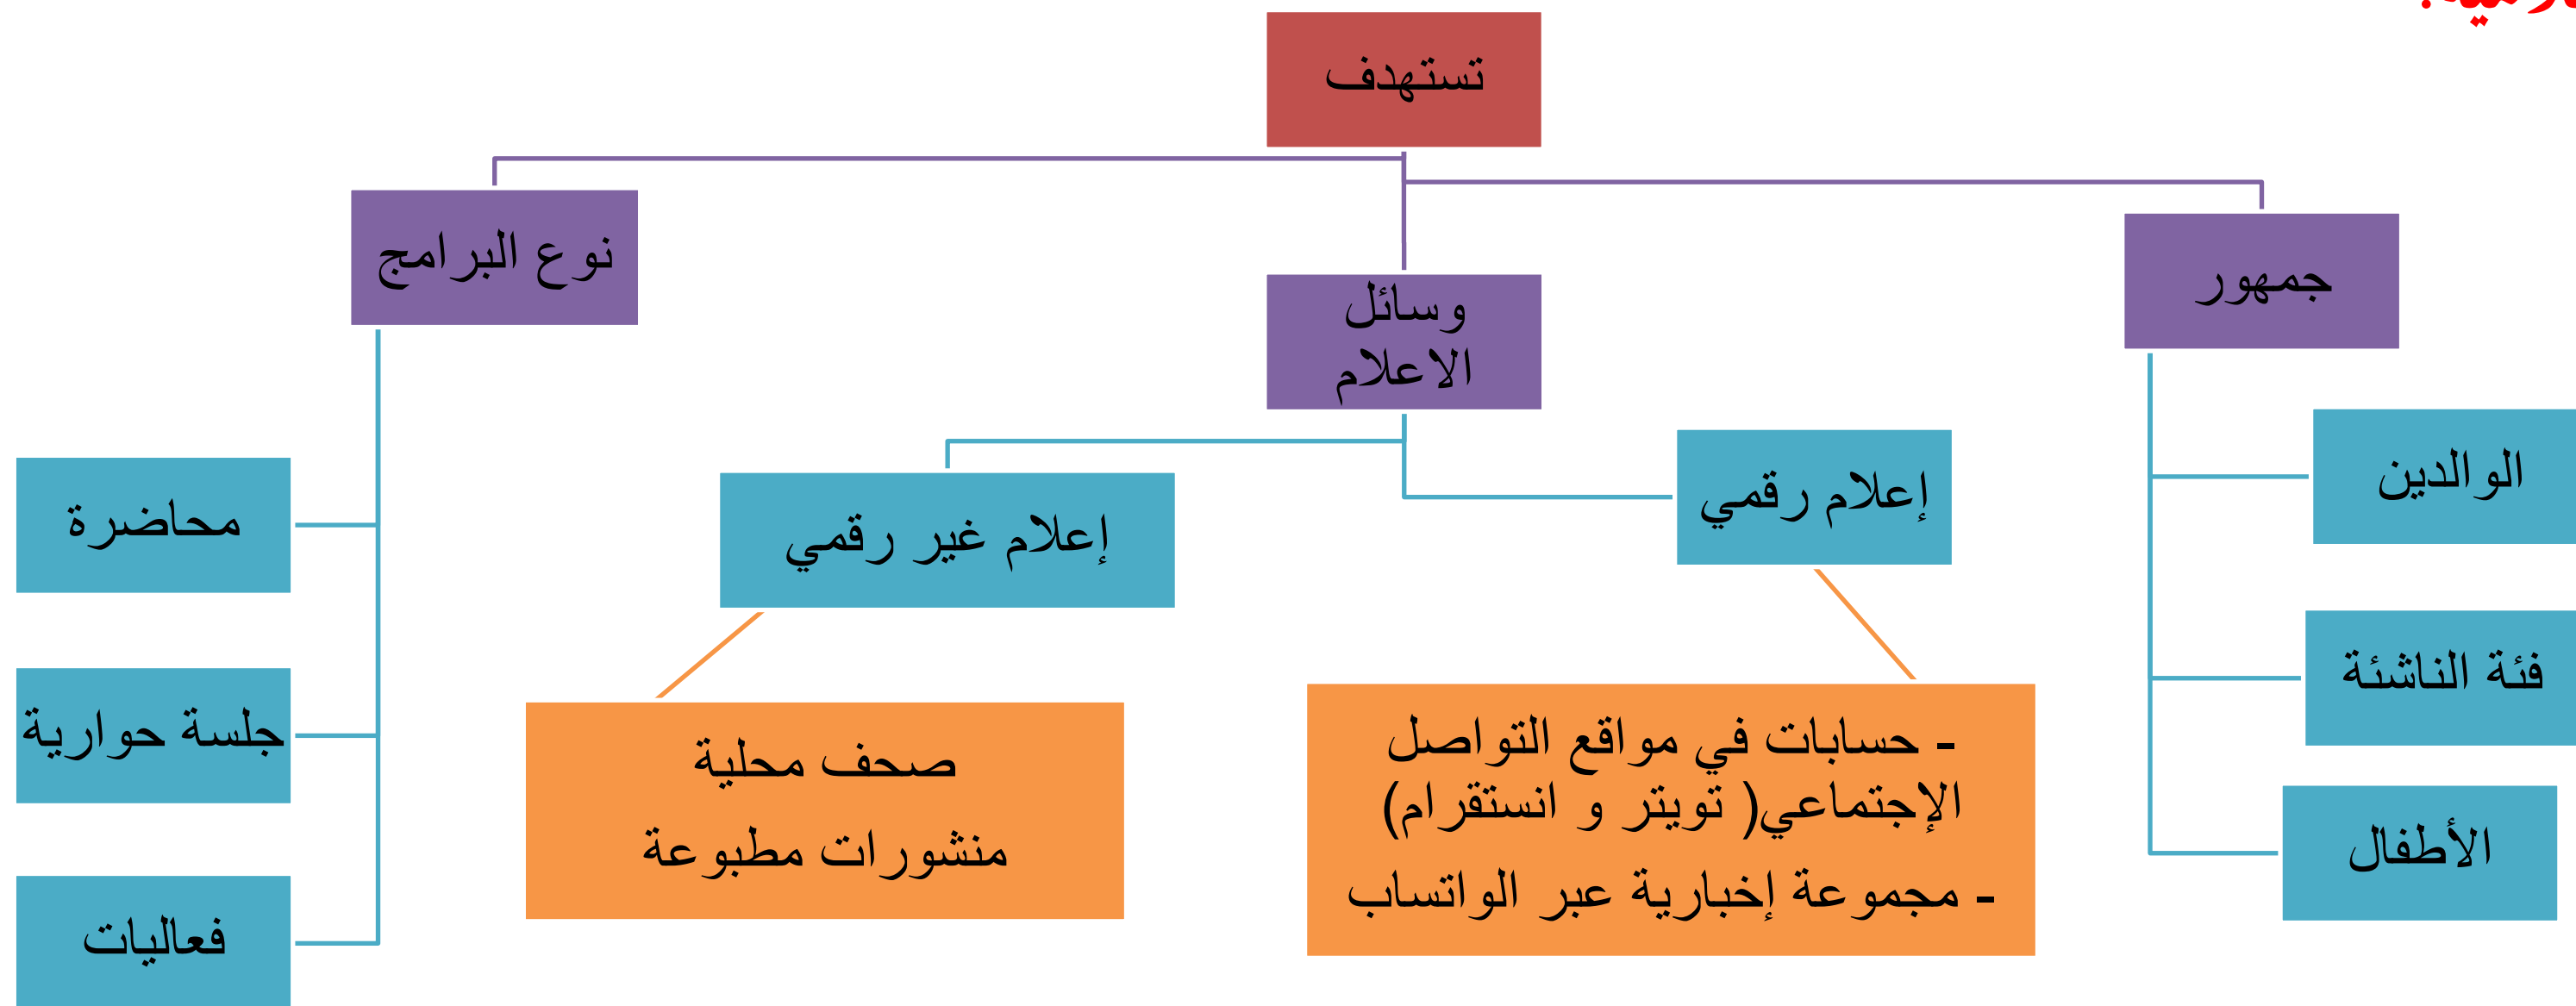 تستهدف
جمهور
وسائل
الاعلام
نوع البرامج
الوالدين
فئة الناشئة
الأطفال
إعلام رقمي
- حسابات في مواقع التواصل
الإجتماعي( تويتر و انستقرام)
- مجموعة إخبارية عبر الواتساب
إعلام غير رقمي
صحف محلية
منشورات مطبوعة
محاضرة
جلسة حوارية
فعاليات